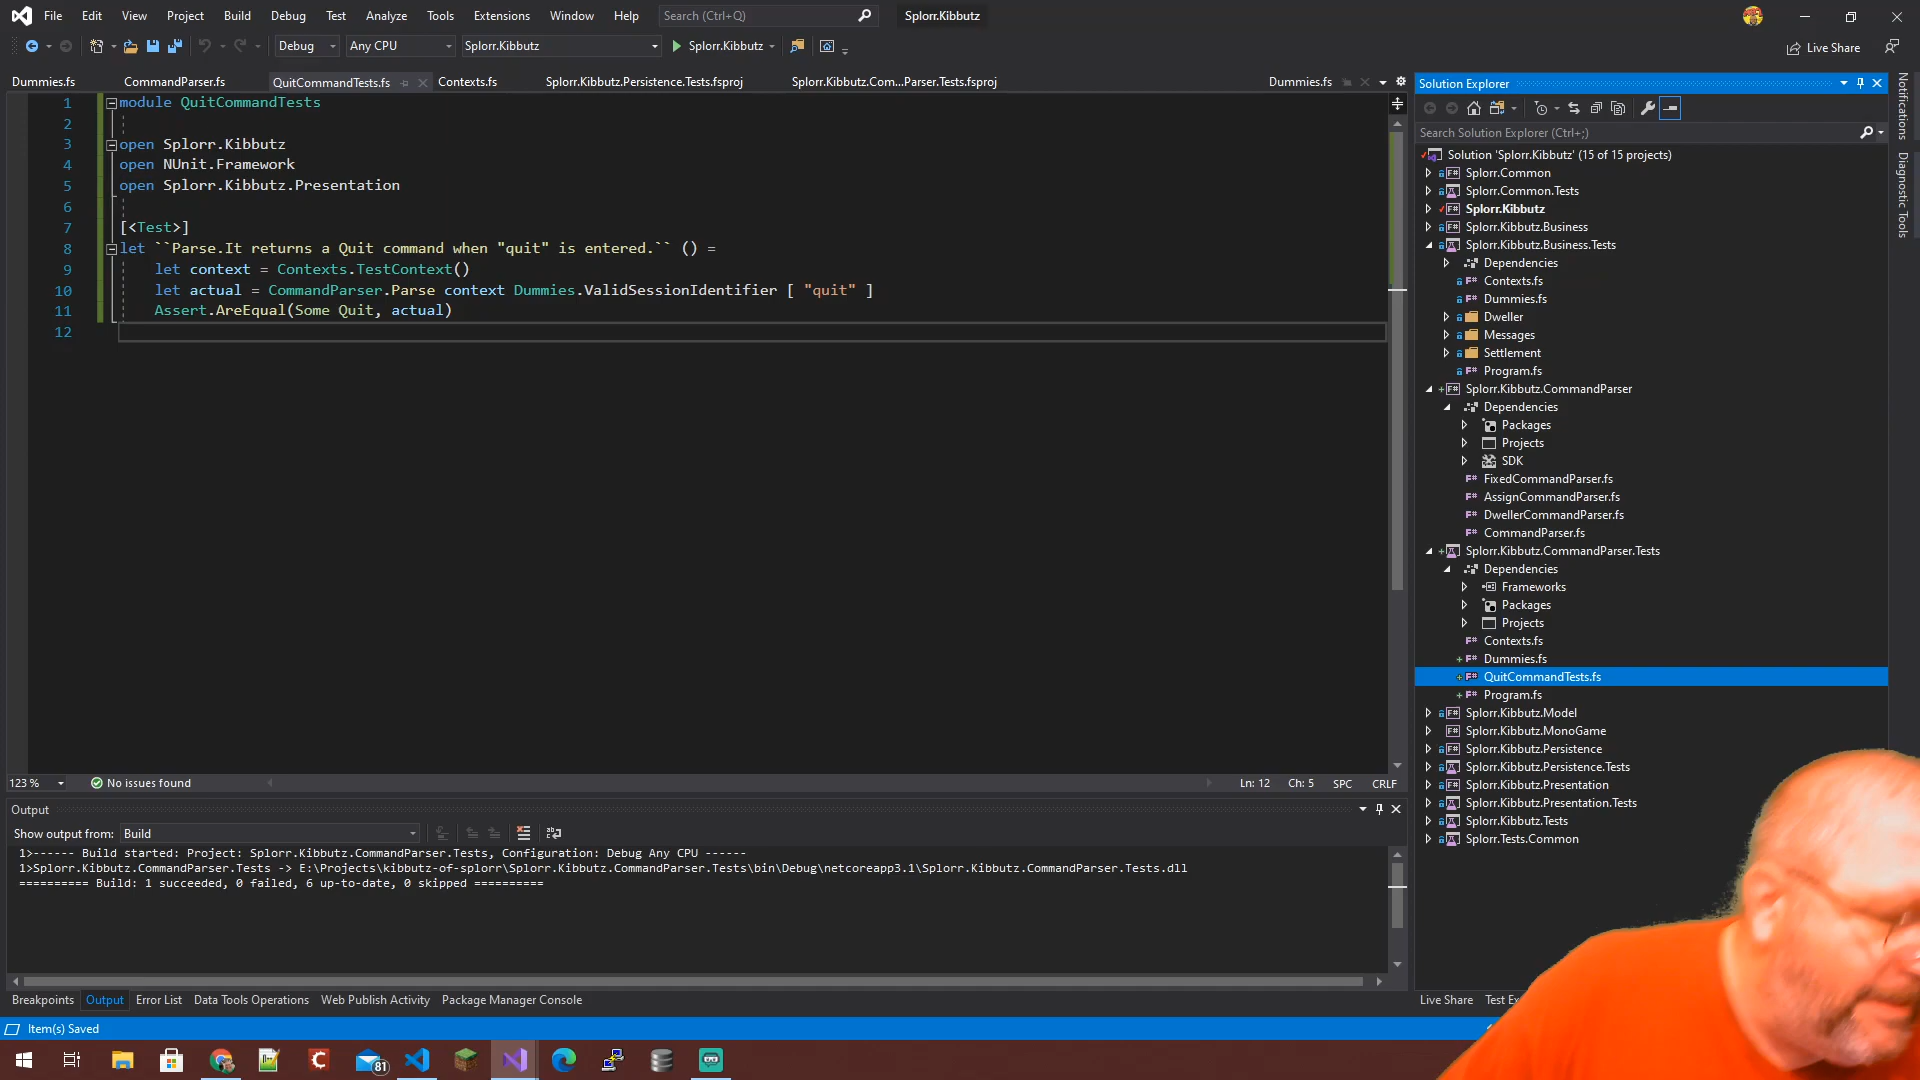 File Edit View Project Build Debug Test Analyze Tools Extensions Window Help Search (Ctrl+Q) Splorr.Kibbutz
Debug Any CPU Splorr.Kibbutz Splorr.Kibbutz Live Share
Dummies.fs CommandParser.fs QuitCommandTests.fs Contexts.fs Splorr.Kibbutz.Persistence.Tests.fsproj Splorr.Kibbutz.Com...Parser.Tests.fsproj Dummies.fs
1 module QuitCommandTests
2
3 open Splorr.Kibbutz
4 open NUnit.Framework
5 open Splorr.Kibbutz.Presentation
6
7 [<Test>]
8 let ``Parse.It returns a Quit command when "quit" is entered.`` () =
9 let context = Contexts.TestContext()
10 let actual = CommandParser.Parse context Dummies.ValidSessionIdentifier [ "quit" ]
11 Assert.AreEqual(Some Quit, actual)
12
123 % No issues found Ln: 12 Ch: 5 SPC CRLF
Output
Show output from: Build
1>------ Build started: Project: Splorr.Kibbutz.CommandParser.Tests, Configuration: Debug Any CPU ------
1>Splorr.Kibbutz.CommandParser.Tests -> E:\Projects\kibbutz-of-splorr\Splorr.Kibbutz.CommandParser.Tests\bin\Debug\netcoreapp3.1\Splorr.Kibbutz.CommandParser.Tests.dll
========== Build: 1 succeeded, 0 failed, 6 up-to-date, 0 skipped ==========
Breakpoints Output Error List Data Tools Operations Web Publish Activity Package Manager Console
Item(s) Saved
81
Solution Explorer
Search Solution Explorer (Ctrl+;)
Solution 'Splorr.Kibbutz' (15 of 15 projects)
Splorr.Common
Splorr.Common.Tests
Splorr.Kibbutz
Splorr.Kibbutz.Business
Splorr.Kibbutz.Business.Tests
Dependencies
Contexts.fs
Dummies.fs
Dweller
Messages
Settlement
Program.fs
Splorr.Kibbutz.CommandParser
Dependencies
Packages
Projects
SDK
FixedCommandParser.fs
AssignCommandParser.fs
DwellerCommandParser.fs
CommandParser.fs
Splorr.Kibbutz.CommandParser.Tests
Dependencies
Frameworks
Packages
Projects
Contexts.fs
Dummies.fs
QuitCommandTests.fs
Program.fs
Splorr.Kibbutz.Model
Splorr.Kibbutz.MonoGame
Splorr.Kibbutz.Persistence
Splorr.Kibbutz.Persistence.Tests
Splorr.Kibbutz.Presentation
Splorr.Kibbutz.Presentation.Tests
Splorr.Kibbutz.Tests
Splorr.Tests.Common
Live Share Test
Notifications
Diagnostic Tools